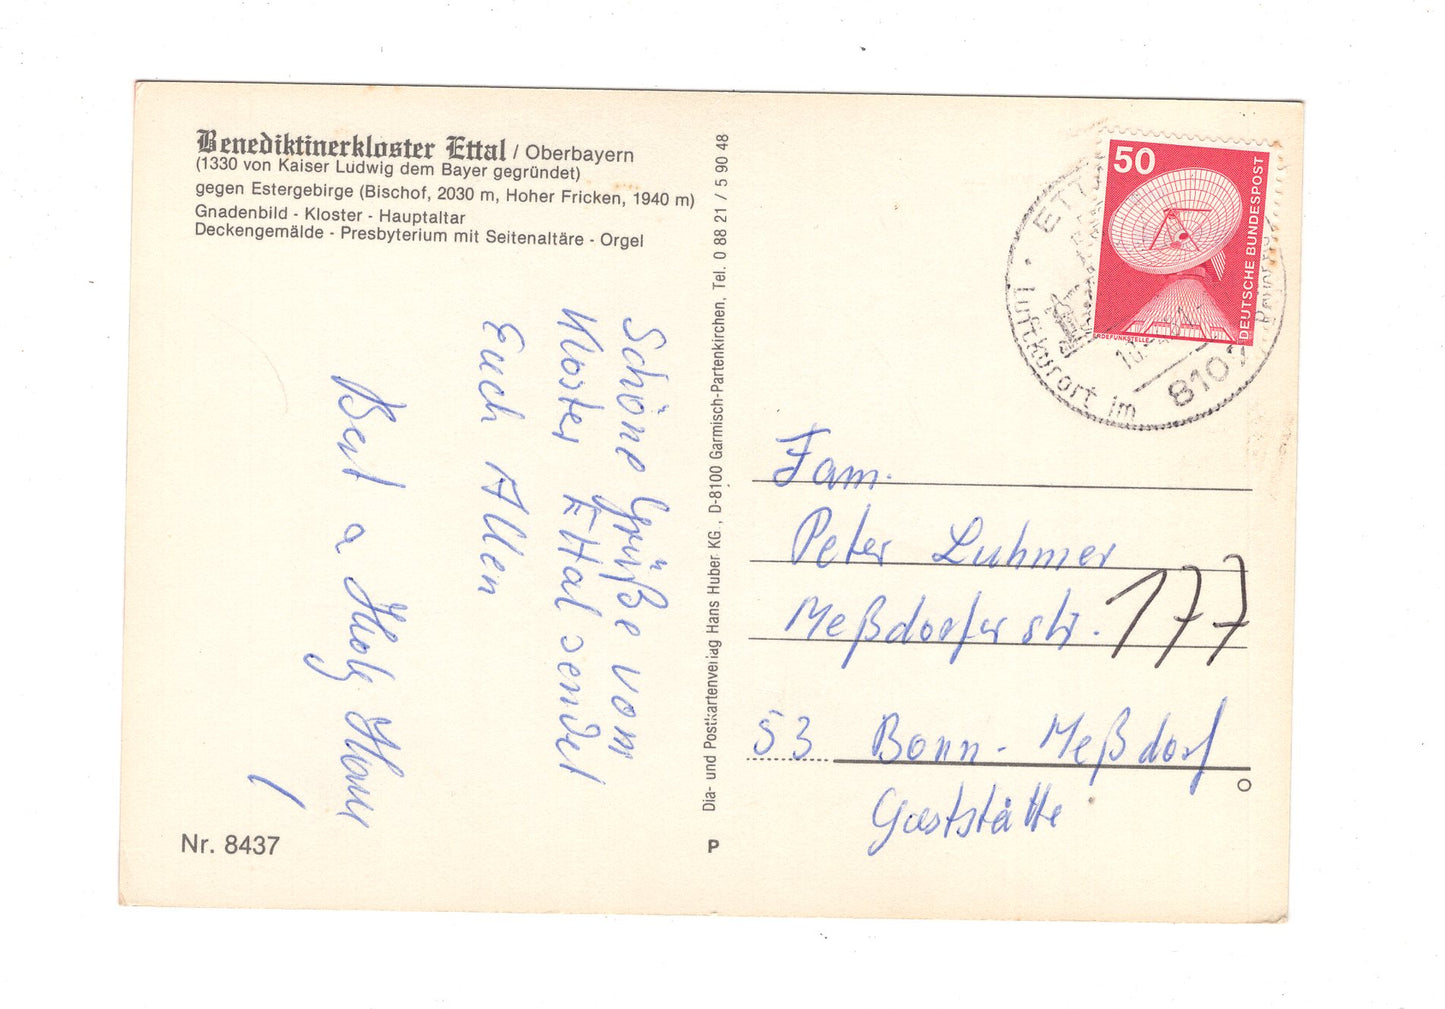 Benediktinerkloster Ettal / Oberbayern
(1330 von Kaiser Ludwig dem Bayer gegründet)
gegen Estergebirge (Bischof, 2030 m, Hoher Fricken, 1940 m)
Gnadenbild - Kloster - Hauptaltar
Deckengemälde - Presbyterium mit Seitenaltäre - Orgel
Schöne Grüße vom
Kloster Ettal sendet
Euch Allen
Nr. 8437
Dia- und Postkartenverlag Hans Huber KG., D-8100 Garmisch-Partenkirchen, Tel. 0 88 21 / 5 90 48
P
50
DEUTSCHE BUNDESPOST
ERDEFUNKSTELLE
Luftkurort im
8107
Fam.
Peter Luhmer
Meßdorferstr. 177
53 Bonn - Meßdorf
Gaststätte